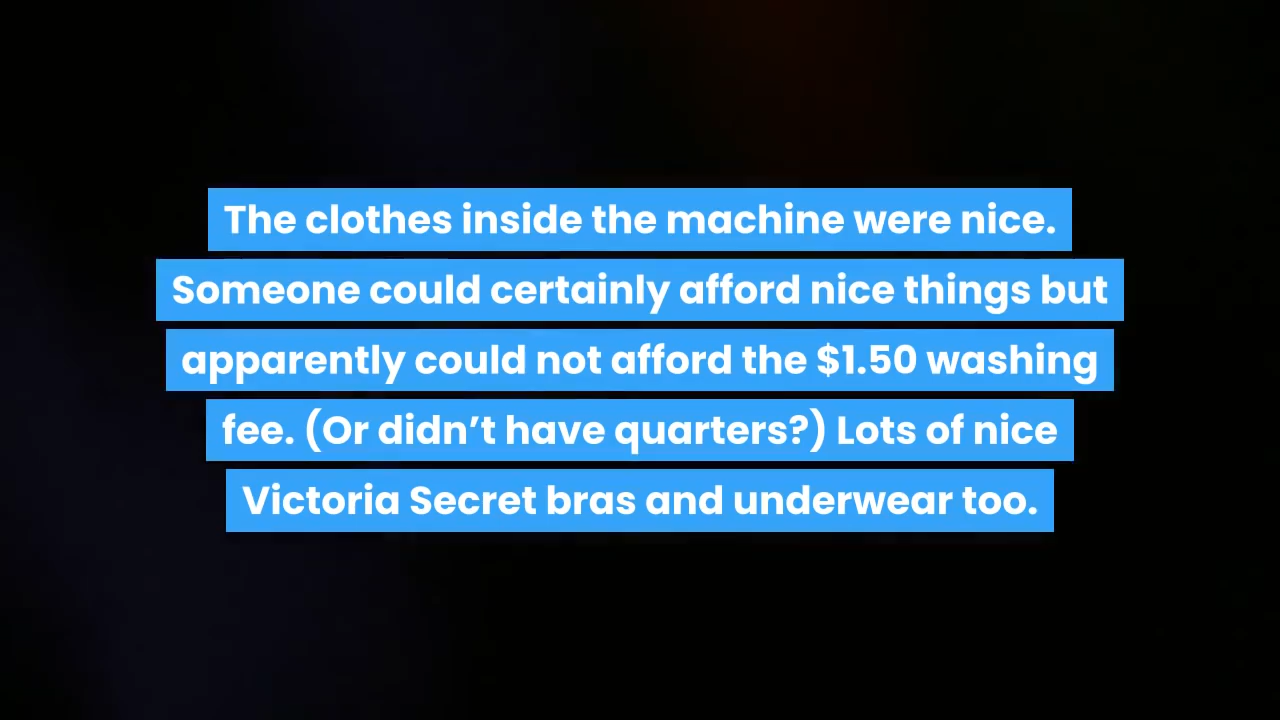 The clothes inside the machine were nice.
Someone could certainly afford nice things but
apparently could not afford the $1.50 washing
fee. (Or didn’t have quarters?) Lots of nice
Victoria Secret bras and underwear too.